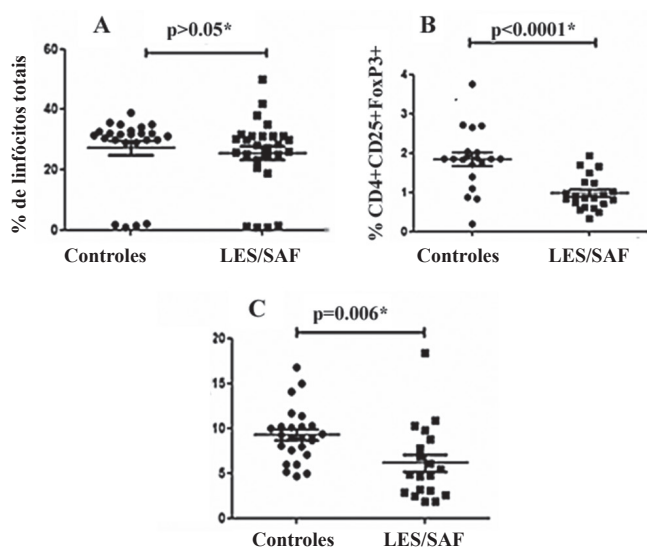 A
p>0.05*
% de linfócitos totais
60
40
20
0
Controles
LES/SAF
B
p<0.0001*
% CD4+CD25+FoxP3+
4
3
2
1
0
Controles
LES/SAF
C
p=0.006*
20
15
10
5
0
Controles
LES/SAF